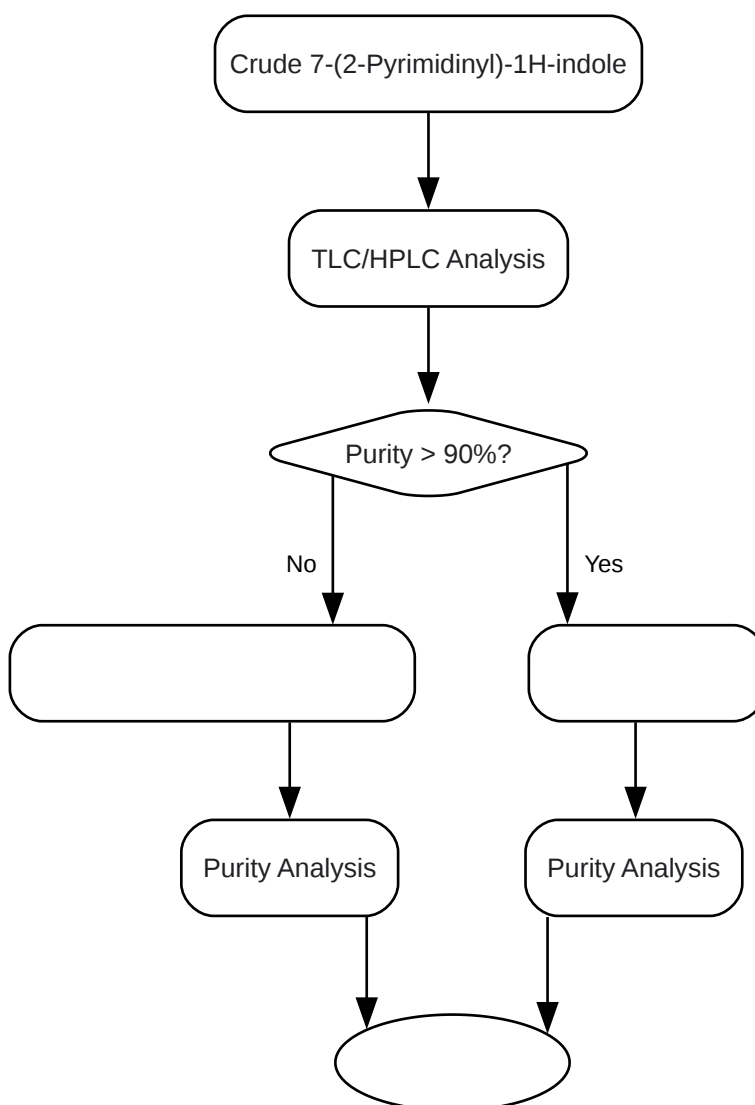 Crude 7-(2-Pyrimidinyl)-1H-indole
TLC/HPLC Analysis
Purity > 90%?
No
Yes
Purity Analysis
Purity Analysis